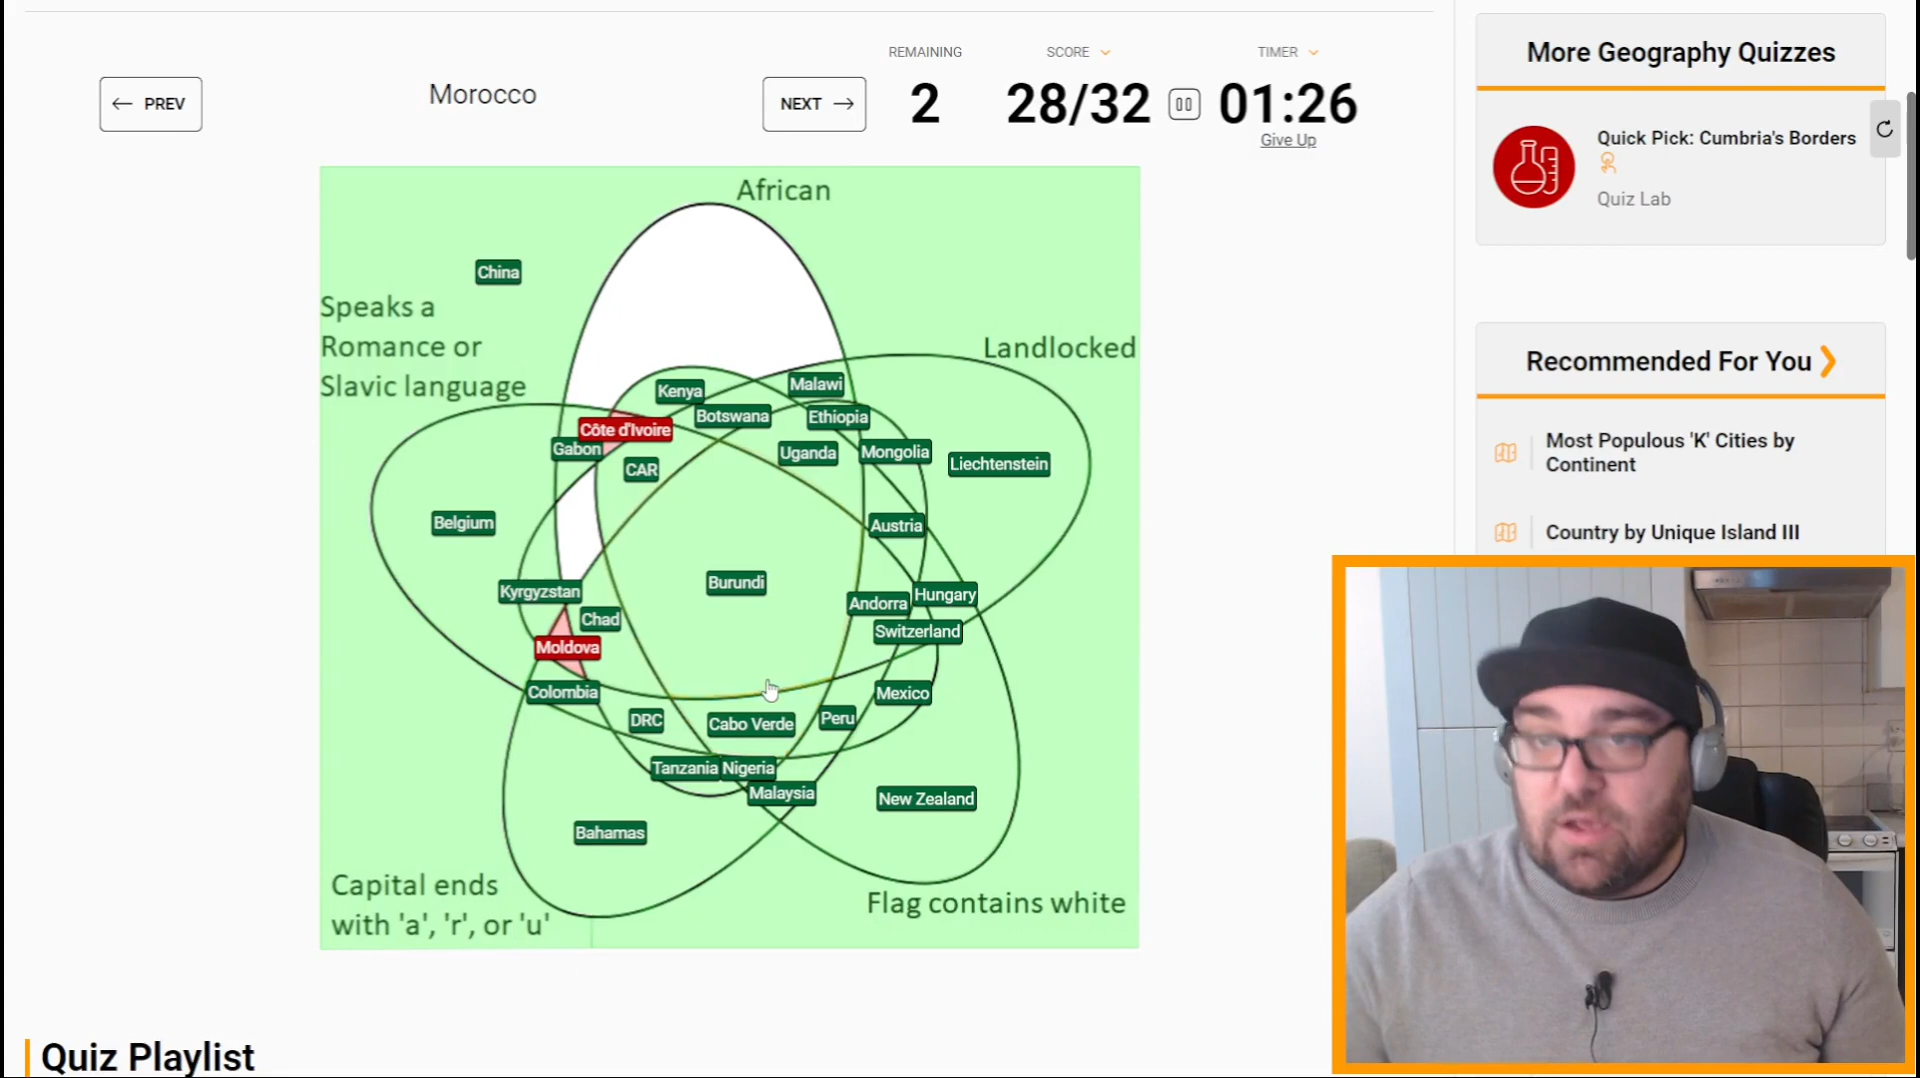 ← PREV
Morocco
NEXT →
REMAINING
2
SCORE
28/32
TIMER
01:26
Give Up
African
China
Speaks a
Romance or
Slavic language
Landlocked
Kenya
Malawi
Botswana
Ethiopia
Côte d'Ivoire
Gabon
CAR
Uganda
Mongolia
Liechtenstein
Belgium
Austria
Burundi
Kyrgyzstan
Chad
Andorra
Hungary
Switzerland
Moldova
Colombia
Mexico
DRC
Cabo Verde
Peru
Tanzania
Nigeria
Malaysia
New Zealand
Bahamas
Capital ends
with 'a', 'r', or 'u'
Flag contains white
Quiz Playlist
More Geography Quizzes
Quick Pick: Cumbria's Borders
Quiz Lab
Recommended For You
Most Populous 'K' Cities by
Continent
Country by Unique Island III